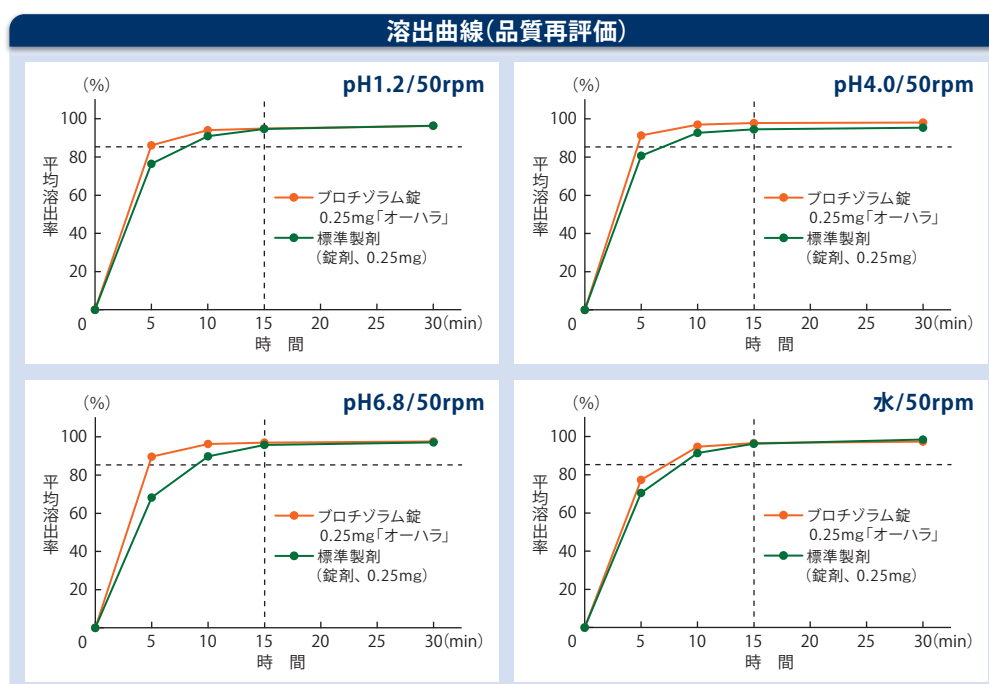 溶出曲線(品質再評価)
(%)
pH1.2/50rpm
100
80
60
40
20
0
平均溶出率
ブロチゾラム錠
0.25mg「オーハラ」
標準製剤
(錠剤、0.25mg)
5 10 15 20 25 30(min)
時 間
(%)
pH4.0/50rpm
100
80
60
40
20
0
平均溶出率
ブロチゾラム錠
0.25mg「オーハラ」
標準製剤
(錠剤、0.25mg)
5 10 15 20 25 30(min)
時 間
(%)
pH6.8/50rpm
100
80
60
40
20
0
平均溶出率
ブロチゾラム錠
0.25mg「オーハラ」
標準製剤
(錠剤、0.25mg)
5 10 15 20 25 30(min)
時 間
(%)
水/50rpm
100
80
60
40
20
0
平均溶出率
ブロチゾラム錠
0.25mg「オーハラ」
標準製剤
(錠剤、0.25mg)
5 10 15 20 25 30(min)
時 間